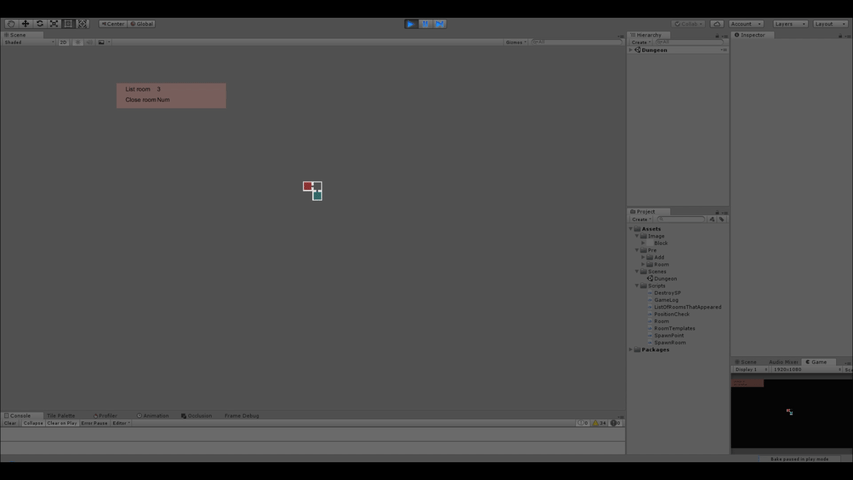 Center Global
Collab Account Layers Layout
Scene
Shaded 2D Gizmos
Hierarchy
Create
Dungeon
Inspector
List room 3
Close room Num
Project
Create
Assets
Image
Block
Pre
Add
Room
Scenes
Dungeon
Scripts
DestroySP
GameLog
ListOfRoomsThatAppeared
PositionCheck
Room
RoomTemplates
SpawnPoint
SpawnRoom
Packages
Scene Audio Mixer Game
Display 1 1920x1080
Console Tile Palette Profiler Animation Occlusion Frame Debug
Clear Collapse Clear on Play Error Pause Editor
Bake paused in play mode